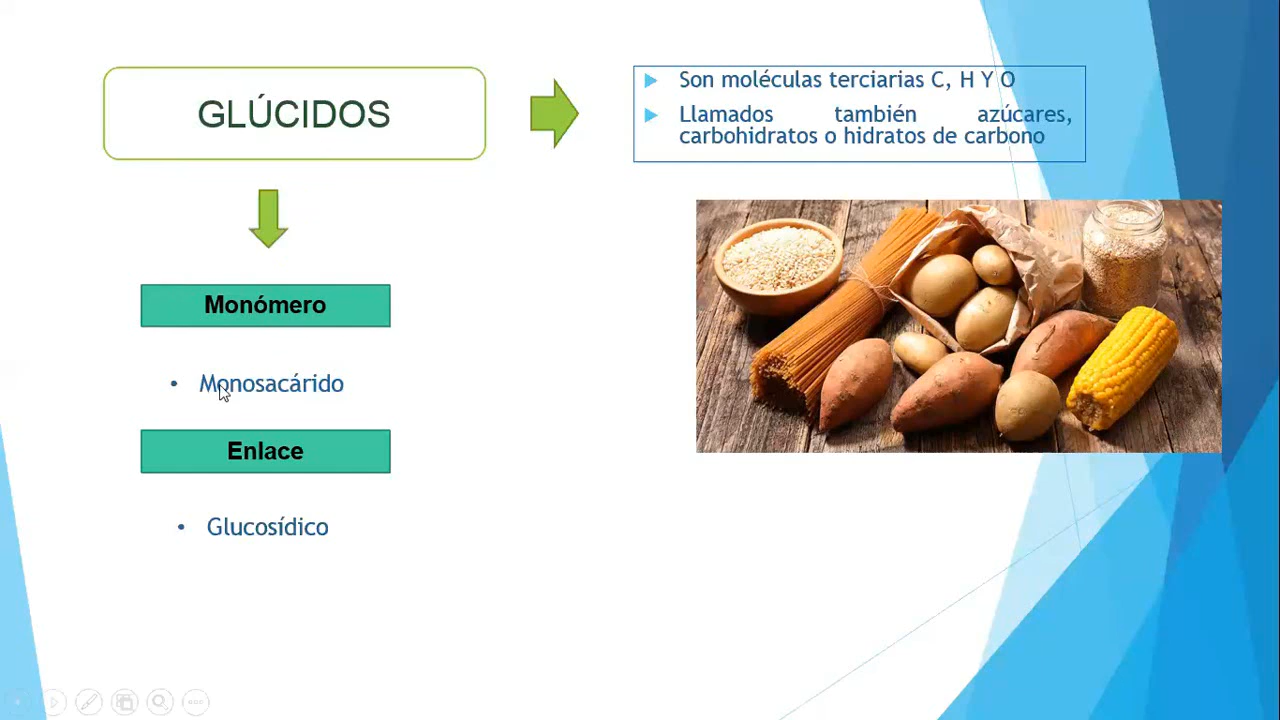 GLÚCIDOS
Son moléculas terciarias C, H Y O
Llamados también azúcares,
carbohidratos o hidratos de carbono
Monómero
• Monosacárido
Enlace
• Glucosídico